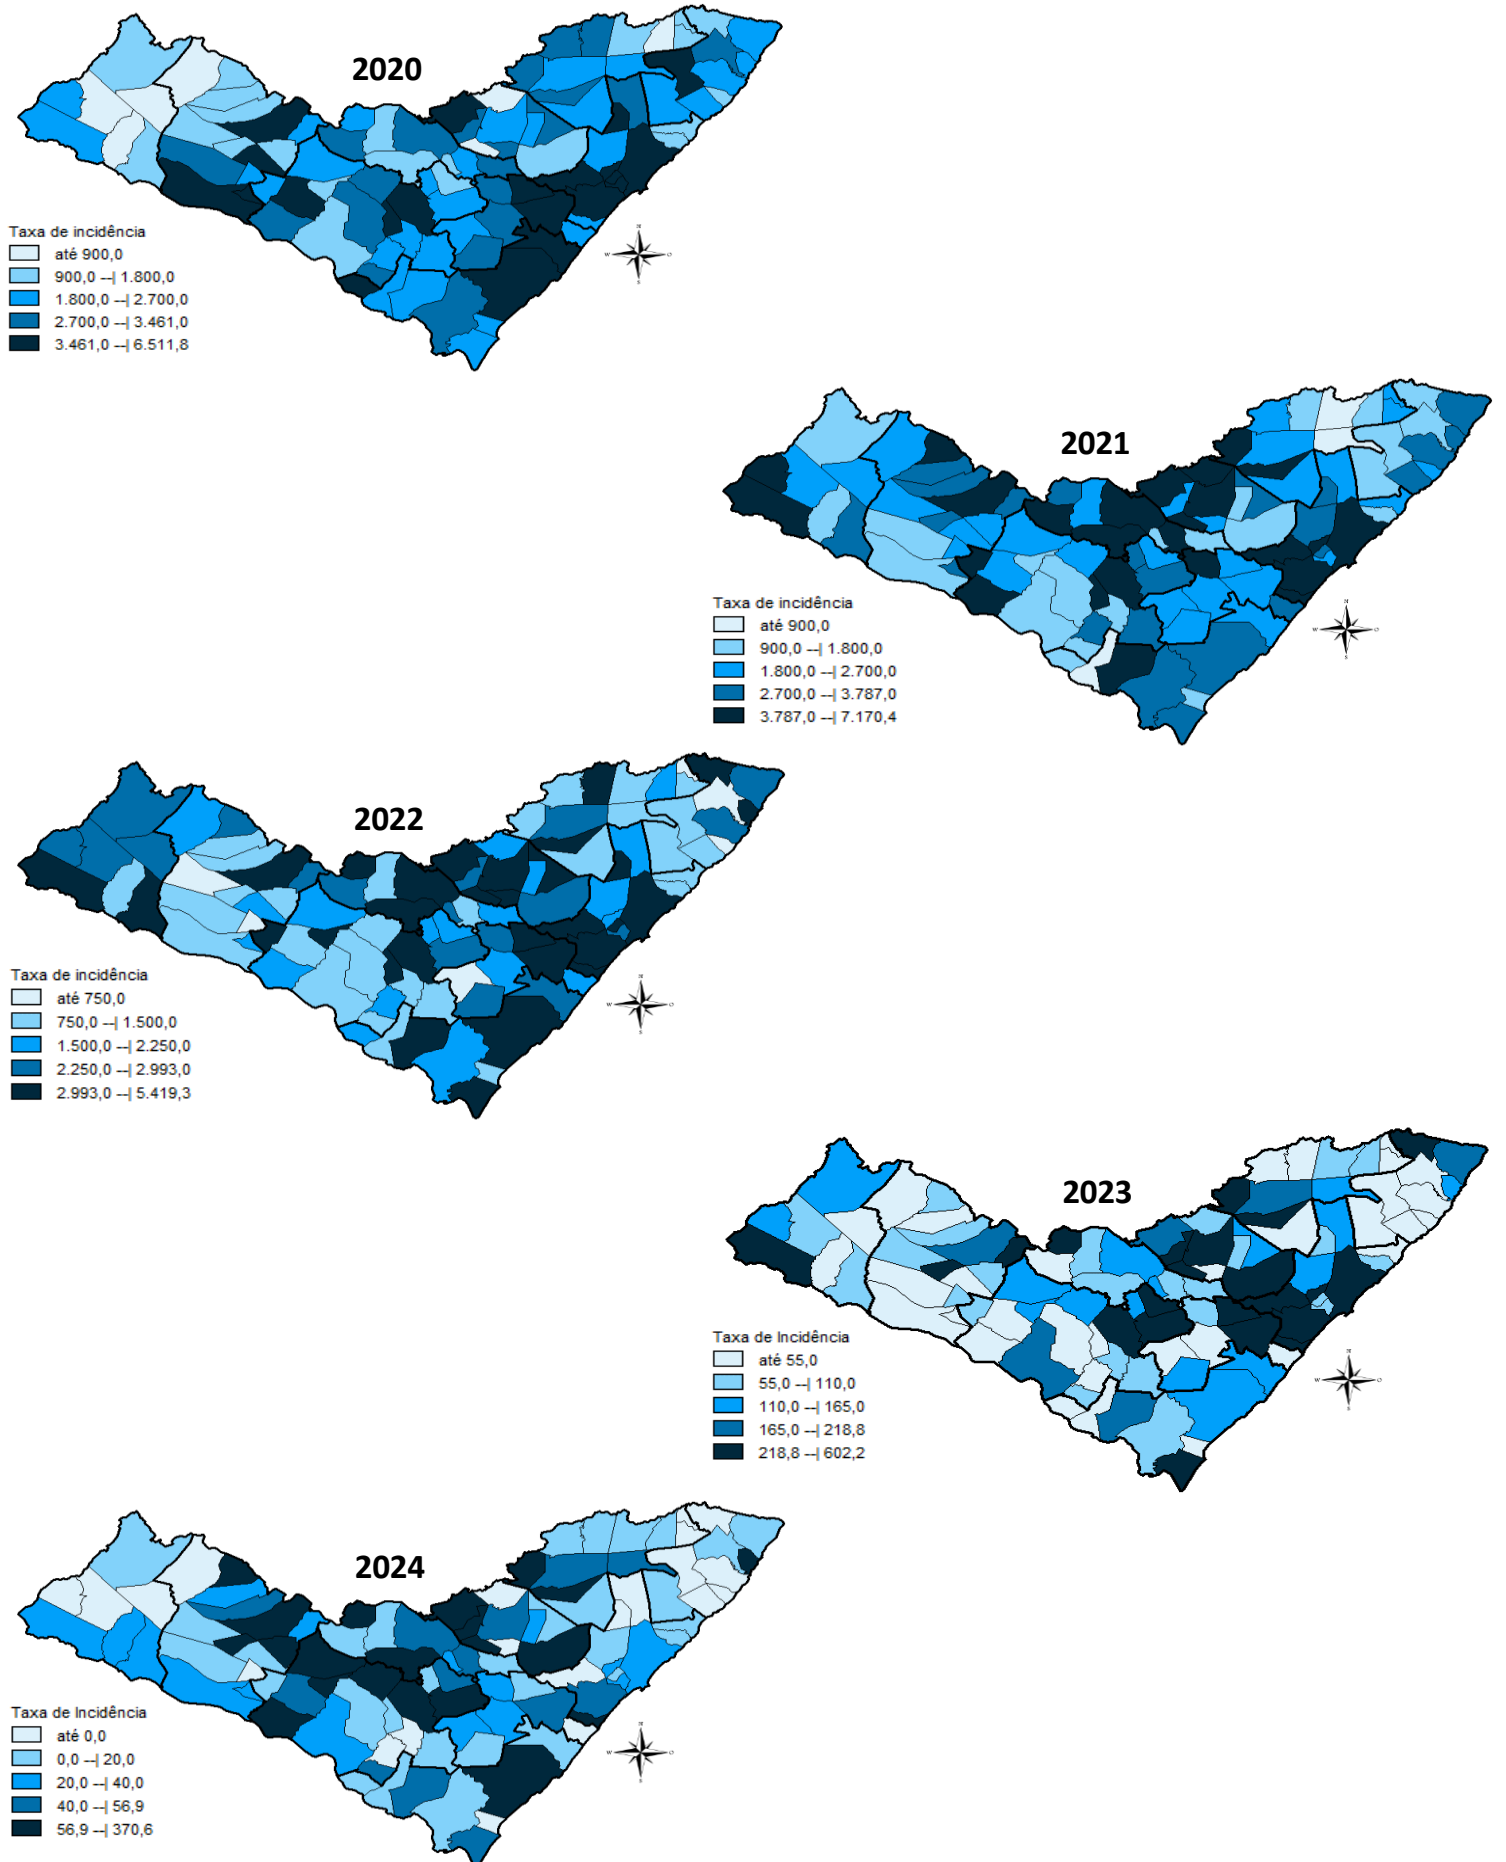 2020
Taxa de incidência
até 900,0
900,0 --| 1.800,0
1.800,0 --| 2.700,0
2.700,0 --| 3.461,0
3.461,0 --| 6.511,8
N
W
O
S
2021
Taxa de incidência
até 900,0
900,0 --| 1.800,0
1.800,0 --| 2.700,0
2.700,0 --| 3.787,0
3.787,0 --| 7.170,4
N
W
O
S
2022
Taxa de incidência
até 750,0
750,0 --| 1.500,0
1.500,0 --| 2.250,0
2.250,0 --| 2.993,0
2.993,0 --| 5.419,3
N
W
O
S
2023
Taxa de Incidência
até 55,0
55,0 --| 110,0
110,0 --| 165,0
165,0 --| 218,8
218,8 --| 602,2
N
W
O
S
2024
Taxa de Incidência
até 0,0
0,0 --| 20,0
20,0 --| 40,0
40,0 --| 56,9
56,9 --| 370,6
N
W
O
S